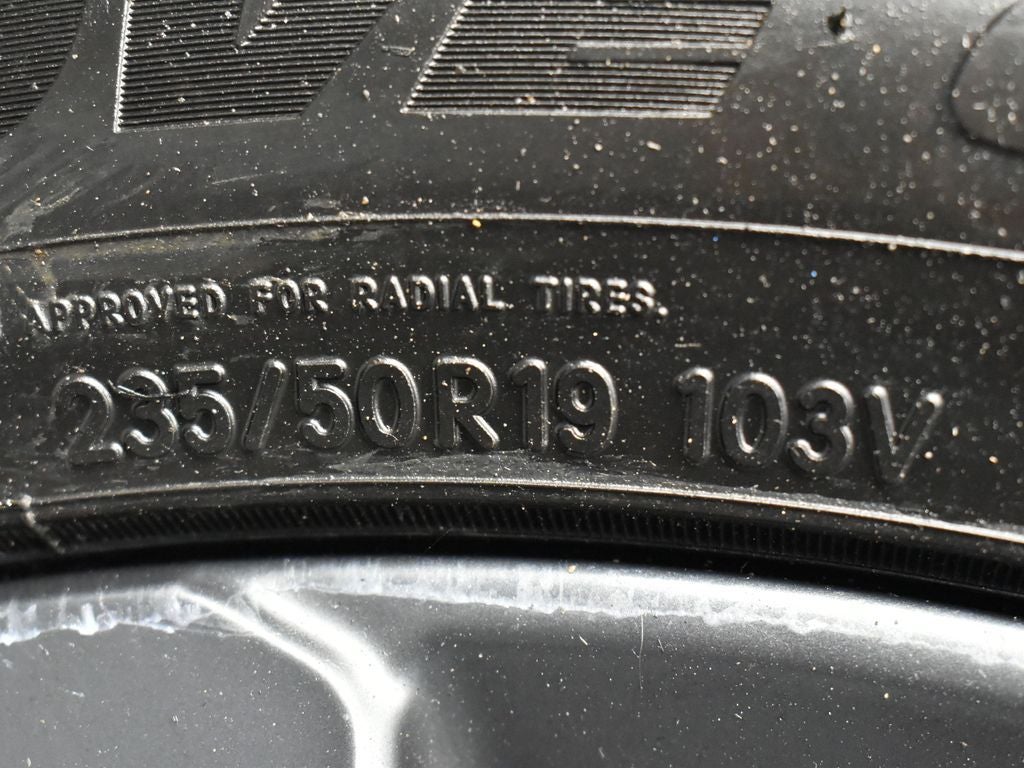 APPROVED FOR RADIAL TIRES.
235/50R19 103V